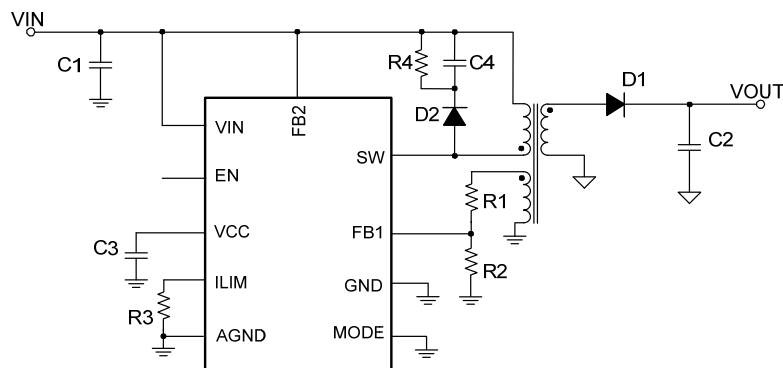 VIN
C1
R4
C4
D1
VOUT
D2
C2
VIN
FB2
SW
EN
R1
VCC
FB1
C3
R2
ILIM
GND
R3
AGND
MODE